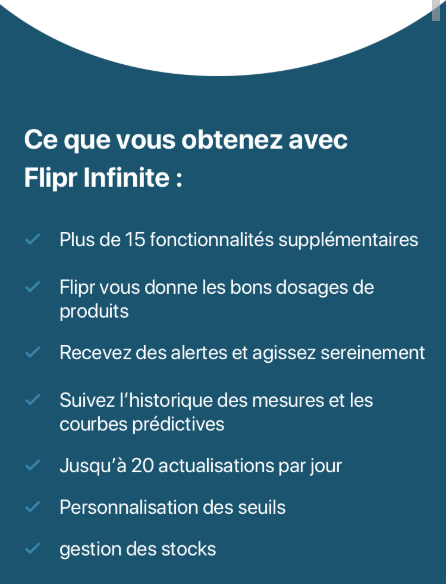 Ce que vous obtenez avec
Flipr Infinite :
Plus de 15 fonctionnalités supplémentaires
Flipr vous donne les bons dosages de
produits
Recevez des alertes et agissez sereinement
Suivez l’historique des mesures et les
courbes prédictives
Jusqu’à 20 actualisations par jour
Personnalisation des seuils
gestion des stocks